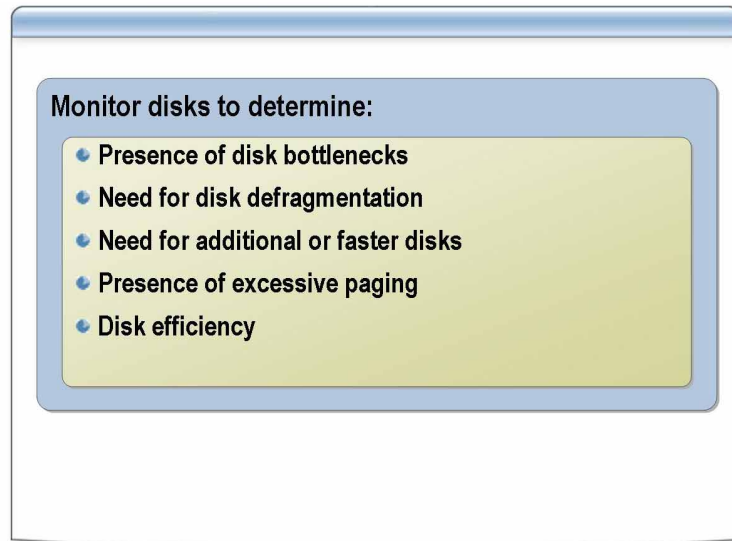 Monitor disks to determine:
Presence of disk bottlenecks
Need for disk defragmentation
Need for additional or faster disks
Presence of excessive paging
Disk efficiency